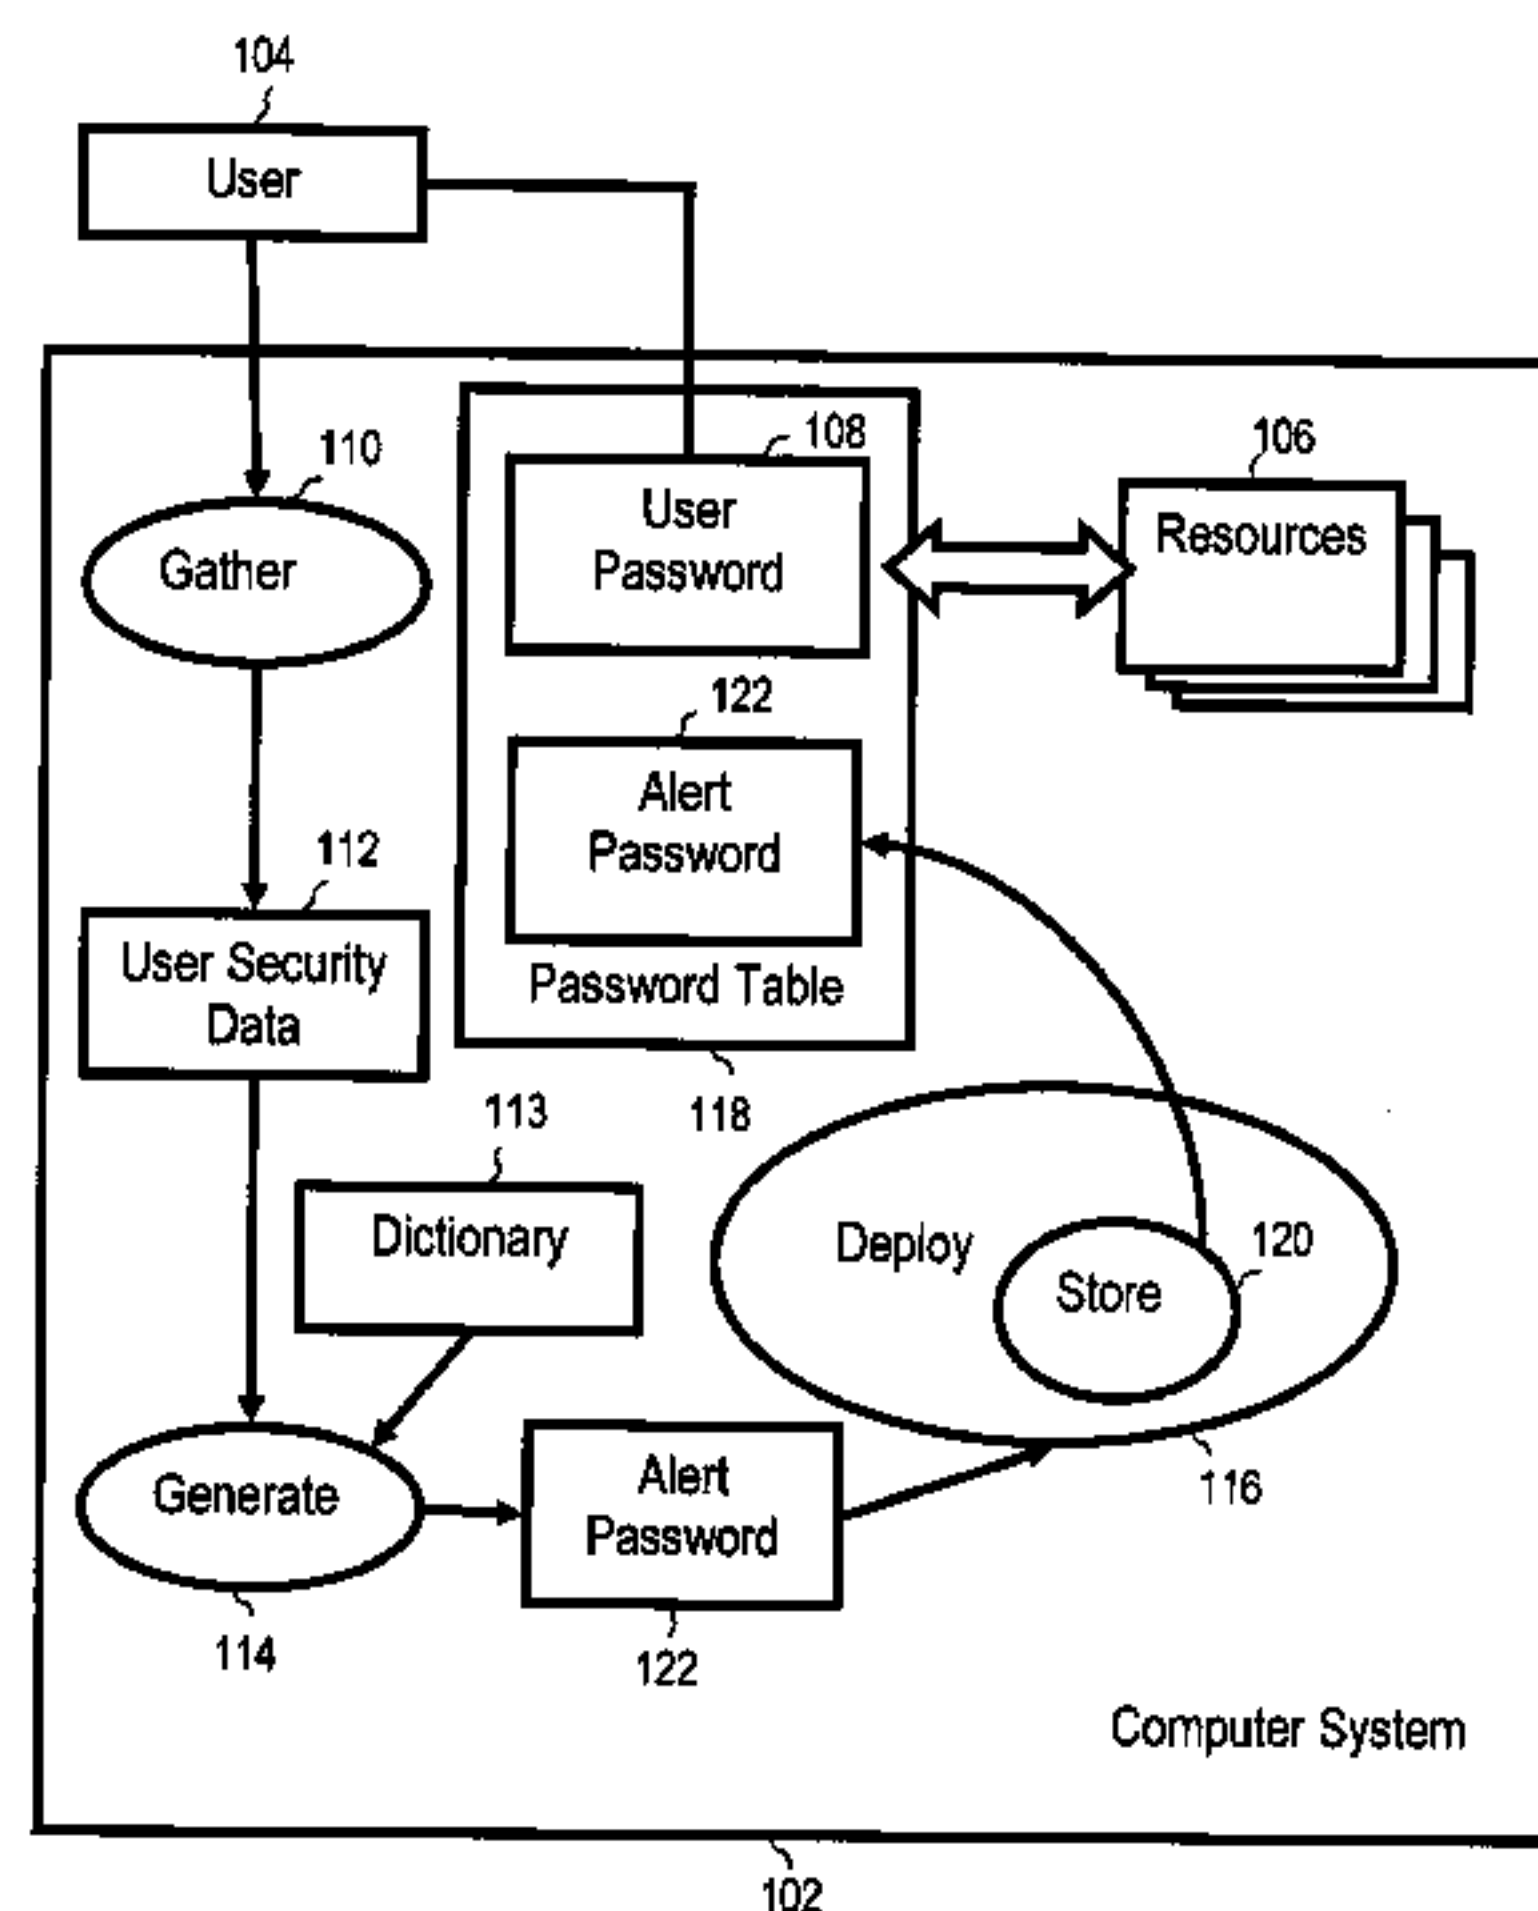 104
User
110
108
106
User
Password
Resources
Gather
122
Alert
Password
112
User Security
Data
Password Table
113
118
Dictionary
Deploy
120
Store
Generate
Alert
Password
116
114
122
Computer System
102